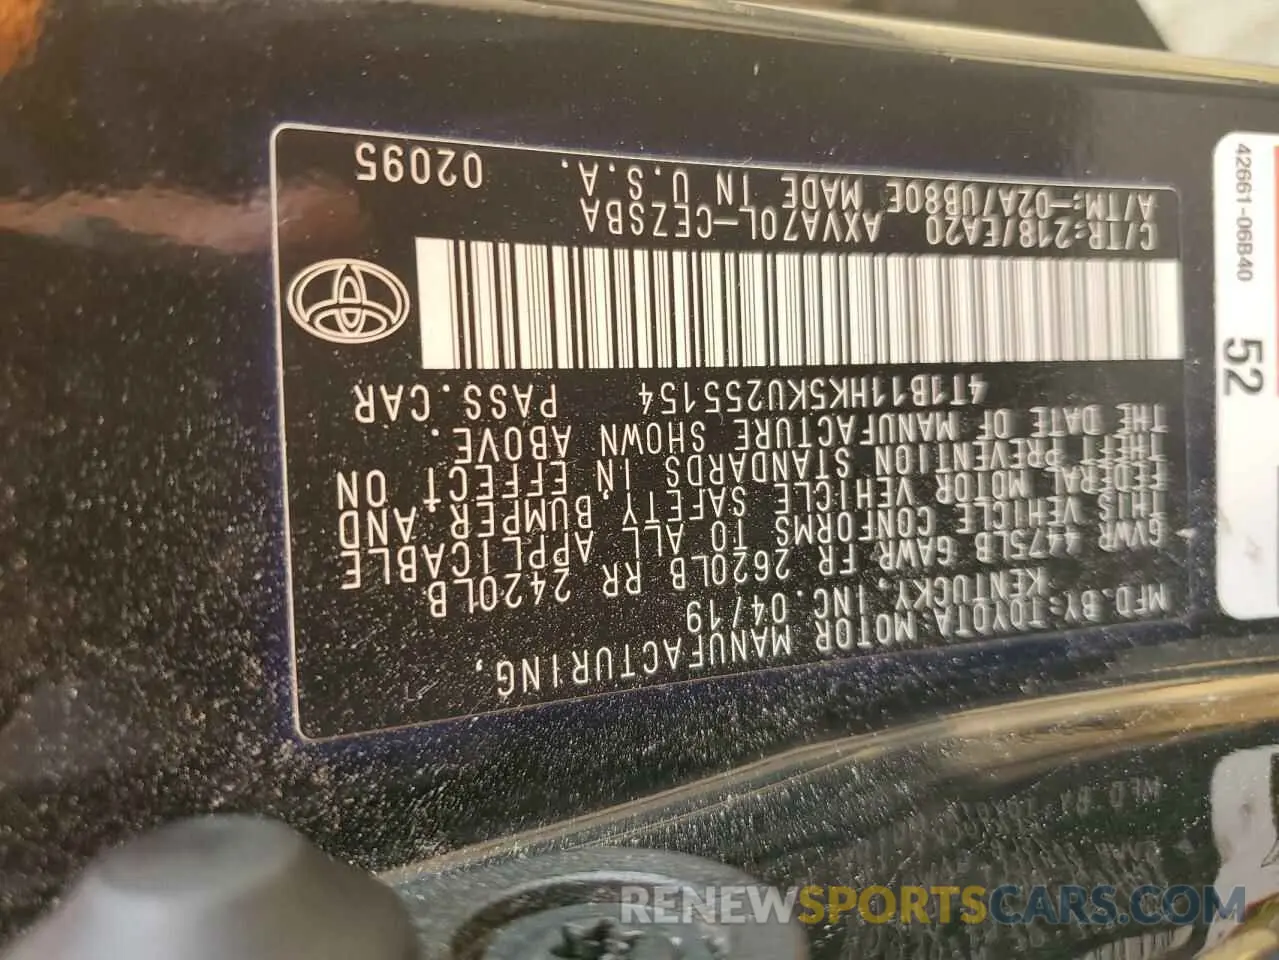 MFD.BY:TOYOTA MOTOR MANUFACTURING,
KENTUCKY, INC. 04/19
GVWR 4475LB GAWR FR 2620LB RR 2420LB
THIS VEHICLE CONFORMS TO ALL APPLICABLE
FEDERAL MOTOR VEHICLE SAFETY, BUMPER, AND
THEFT PREVENTION STANDARDS IN EFFECT ON
THE DATE OF MANUFACTURE SHOWN ABOVE.
4T1B11HK5KU255154 PASS.CAR
C/TR:218/EA20 AXVA70L-CEZSBA
A/TM:-02A/UB80E MADE IN U.S.A. 02095
42661-06B40
52
RENEWSPORTSCARS.COM